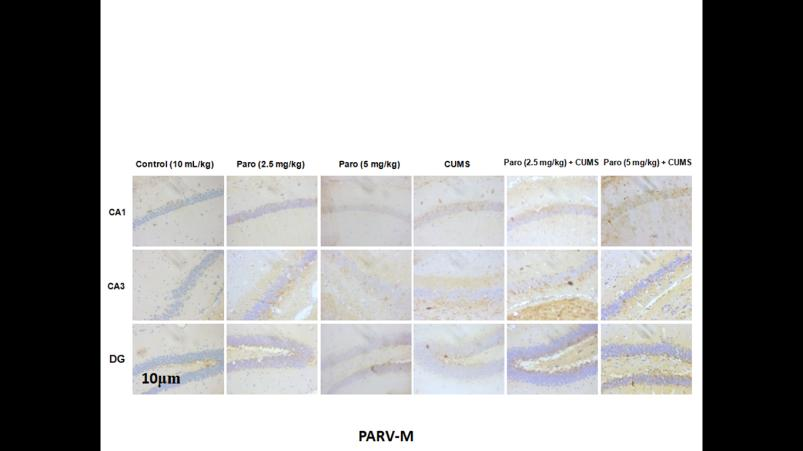 Control (10 mL/kg) Paro (2.5 mg/kg) Paro (5 mg/kg) CUMS Paro (2.5 mg/kg) + CUMS Paro (5 mg/kg) + CUMS
CA1
CA3
DG
10μm
PARV-M